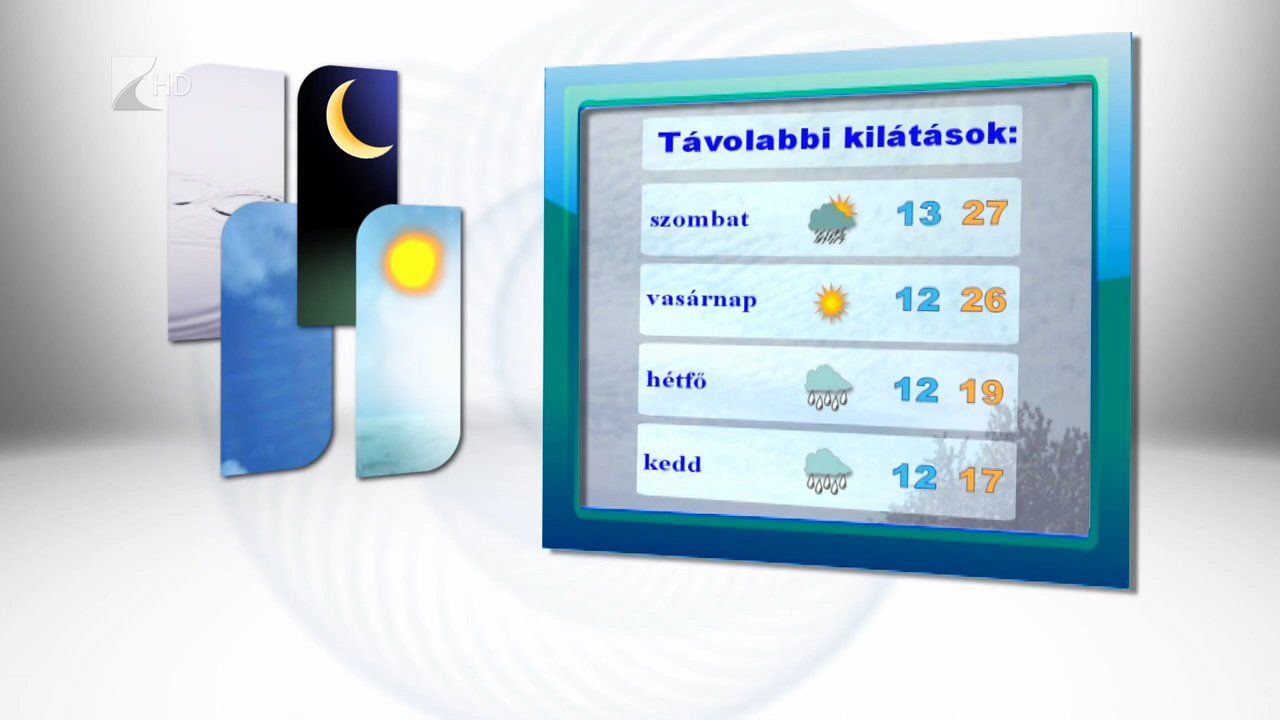 HD
Távolabbi kilátások:
szombat 13 27
vasárnap 12 26
hétfő 12 19
kedd 12 17